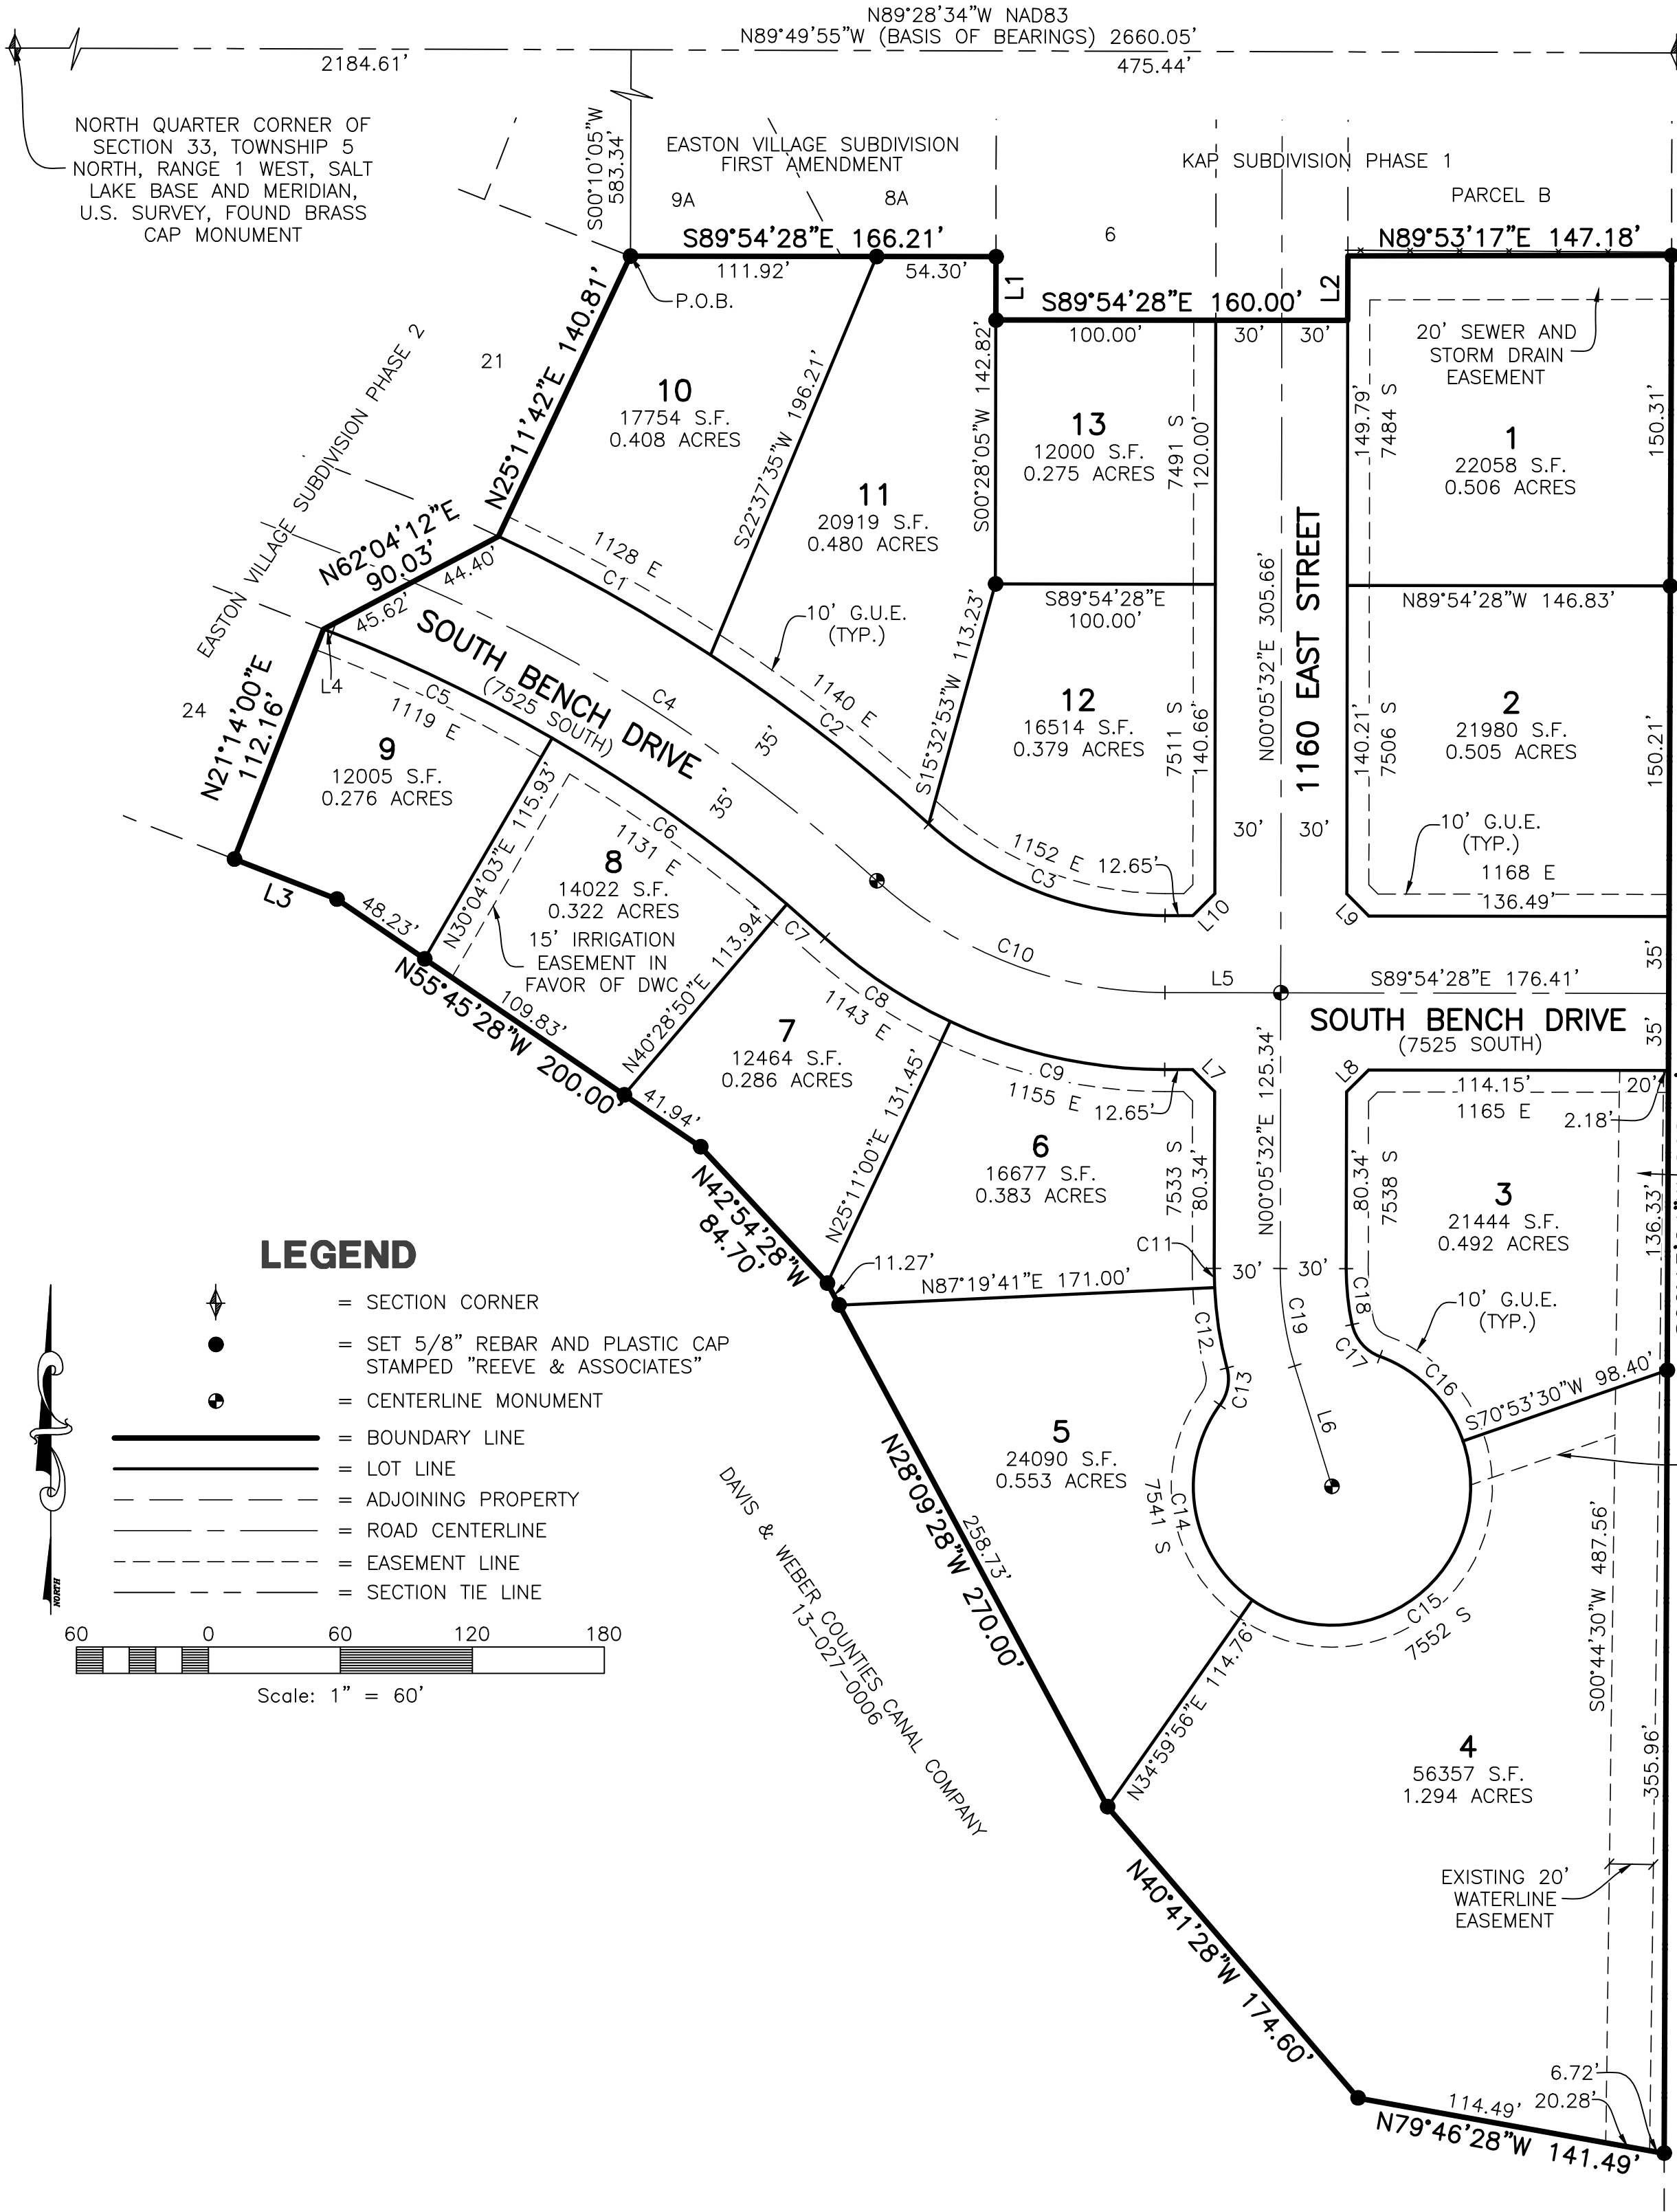 N89°28'34"W NAD83
N89°49'55"W (BASIS OF BEARINGS) 2660.05'
2184.61'
475.44'
NORTH QUARTER CORNER OF
SECTION 33, TOWNSHIP 5
NORTH, RANGE 1 WEST, SALT
LAKE BASE AND MERIDIAN,
U.S. SURVEY, FOUND BRASS
CAP MONUMENT
S00°10'05"W
583.34'
EASTON VILLAGE SUBDIVISION
FIRST AMENDMENT
9A
8A
KAP SUBDIVISION PHASE 1
PARCEL B
6
S89°54'28"E 166.21'
111.92'
54.30'
P.O.B.
L1
L2
N89°53'17"E 147.18'
S89°54'28"E 160.00'
100.00'
30'
30'
20' SEWER AND
STORM DRAIN
EASEMENT
EASTON VILLAGE SUBDIVISION PHASE 2
21
24
N25°11'42"E 140.81'
N62°04'12"E
90.03'
44.40'
45.62'
N21°14'00"E
112.16'
L4
L3
10
17754 S.F.
0.408 ACRES
S22°37'35"W 196.21'
11
20919 S.F.
0.480 ACRES
S00°28'05"W 142.82'
13
12000 S.F.
0.275 ACRES
7491 S
120.00'
149.79'
7484 S
1
22058 S.F.
0.506 ACRES
150.31'
1128 E
C1
10' G.U.E.
(TYP.)
1140 E
C2
S89°54'28"E
100.00'
S15°32'53"W 113.23'
12
16514 S.F.
0.379 ACRES
7511 S
140.66'
N00°05'32"E 305.66'
1160 EAST STREET
N89°54'28"W 146.83'
140.21'
7506 S
2
21980 S.F.
0.505 ACRES
150.21'
30'
30'
10' G.U.E.
(TYP.)
1168 E
136.49'
SOUTH BENCH DRIVE
(7525 SOUTH)
C4
35'
35'
C5
1119 E
9
12005 S.F.
0.276 ACRES
N30°04'03"E 115.93'
C6
1131 E
8
14022 S.F.
0.322 ACRES
15' IRRIGATION
EASEMENT IN
FAVOR OF DWC
48.23'
N55°45'28"W 200.00'
109.83'
41.94'
N40°28'50"E 113.94'
C7
C8
1143 E
7
12464 S.F.
0.286 ACRES
1152 E
C3
12.65'
L10
L9
C10
L5
S89°54'28"E 176.41'
SOUTH BENCH DRIVE
(7525 SOUTH)
35'
35'
C9
1155 E
12.65'
L7
L8
114.15'
1165 E
20'
2.18'
N25°11'00"E 131.45'
N42°54'28"W
84.70'
6
16677 S.F.
0.383 ACRES
7533 S
80.34'
N00°05'32"E 125.34'
80.34'
7538 S
3
21444 S.F.
0.492 ACRES
136.33'
C11
11.27'
N87°19'41"E 171.00'
30'
30'
C12
C19
C18
10' G.U.E.
(TYP.)
C17
C16
C13
L6
S70°53'30"W 98.40'
LEGEND
= SECTION CORNER
= SET 5/8" REBAR AND PLASTIC CAP
STAMPED "REEVE & ASSOCIATES"
= CENTERLINE MONUMENT
= BOUNDARY LINE
= LOT LINE
= ADJOINING PROPERTY
= ROAD CENTERLINE
= EASEMENT LINE
= SECTION TIE LINE
NORTH
60 0 60 120 180
Scale: 1" = 60'
5
24090 S.F.
0.553 ACRES
C14
7541 S
C15
7552 S
N28°09'28"W 270.00'
258.73'
DAVIS & WEBER COUNTIES CANAL COMPANY
13-027-0006
N34°59'56"E 114.76'
S00°44'30"W 487.56'
4
56357 S.F.
1.294 ACRES
355.96'
EXISTING 20'
WATERLINE
EASEMENT
N40°41'28"W 174.60'
6.72'
114.49'
20.28'
N79°46'28"W 141.49'